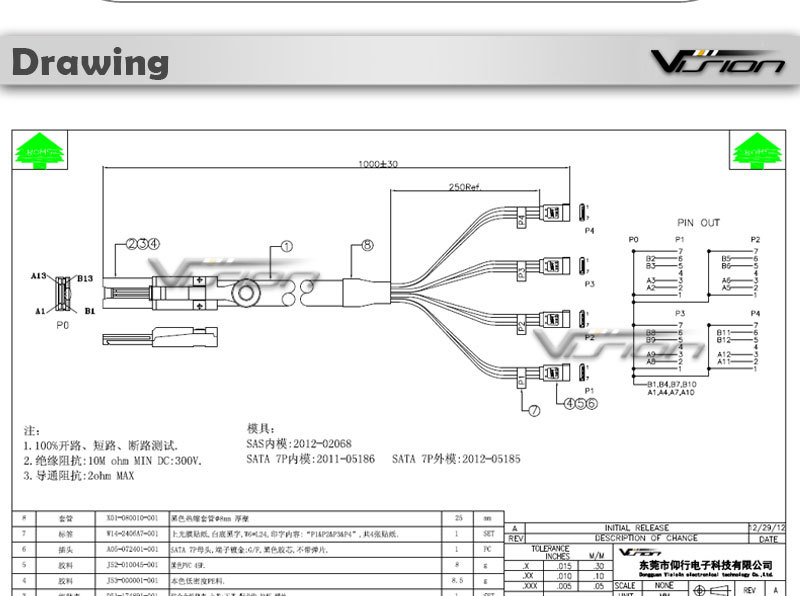 Drawing
VISION
ROHS
ROHS
1000±30
250Ref.
②③④
①
⑧
P4
P4
P3
P3
P2
P2
P1
P1
⑦
④⑤⑥
A13
B13
A1
B1
P0
PIN OUT
P0 P1 P2
7
B2 6
B3 5
4
A3 3
A2 2
1
7
B5 6
B6 5
4
A6 3
A5 2
1
P3 P4
7
B8 6
B9 5
4
A9 3
A8 2
1
7
B11 6
B12 5
4
A12 3
A11 2
1
B1,B4,B7,B10
A1,A4,A7,A10
注:
1.100%开路、短路、断路测试.
2.绝缘阻抗:10M ohm MIN DC:300V.
3.导通阻抗:2ohm MAX
模具:
SAS内模:2012-02068
SATA 7P内模:2011-05186 SATA 7P外模:2012-05185
8 套管 X01-080010-001 黑色热缩套管Φ8mm 厚壁 25 mm
7 标签 W14-2406A7-001 上光膜贴纸,白底黑字,W6*L24,印字内容:"P1&P2&P3&P4",共4张贴纸. 1 SET
6 插头 A05-072401-001 SATA 7P母头,端子镀金:G/F,黑色胶芯,不带弹片. 1 PC
5 胶料 J52-010045-001 黑色PVC 45P. 8 g
4 胶料 J53-000001-001 本色低密度PE料. 8.5 g
1 SET
A INITIAL RELEASE 12/29/12
REV DESCRIPTION OF CHANGE DATE
TOLERANCE
INCHES M/M
.X .015 .30
.XX .010 .10
.XXX .005 .05
VISION
东莞市仰行电子科技有限公司
Dongguan Yisioin electronical technology Co.,Ltd.
SCALE NONE
UNIT MM
REV A